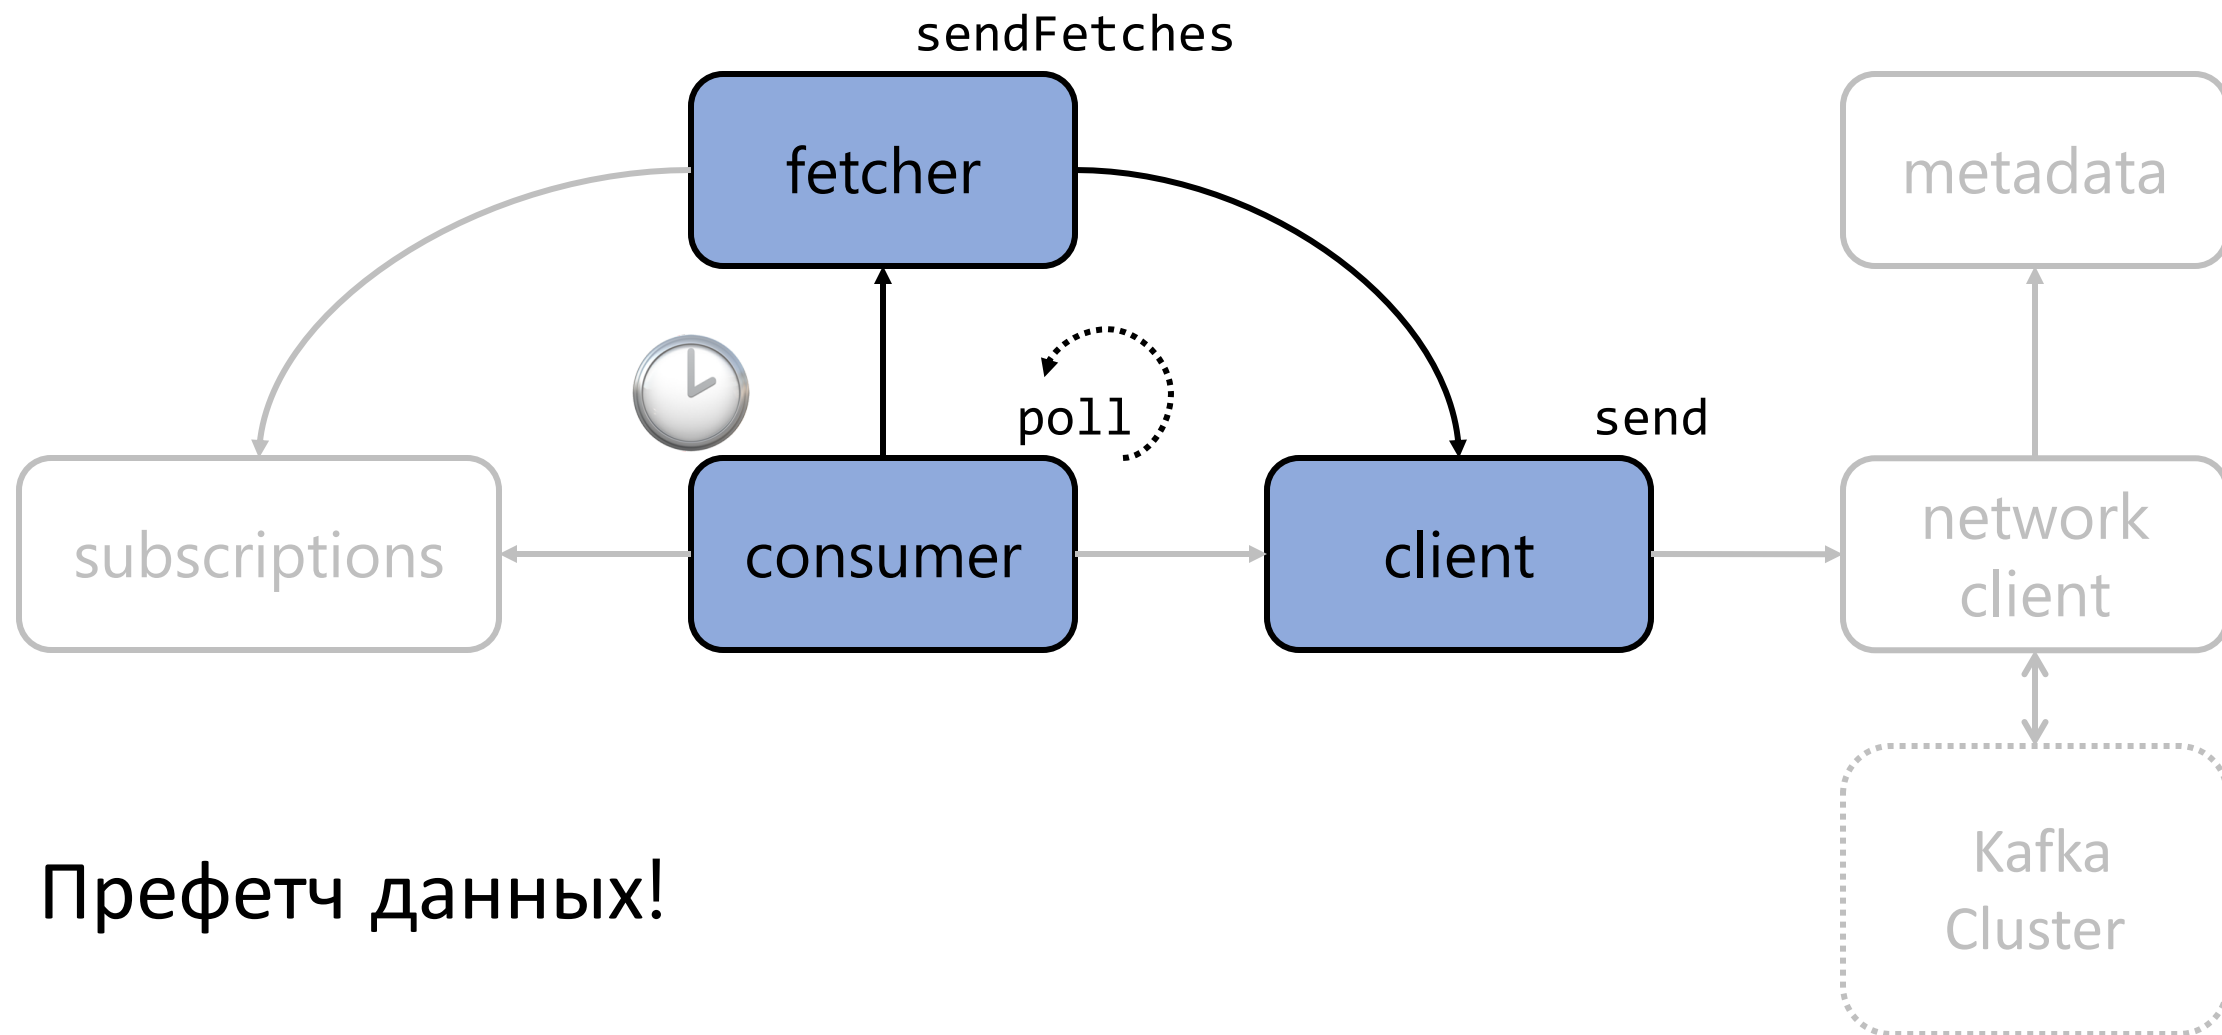 sendFetches
fetcher
metadata
poll
send
subscriptions
consumer
client
network
client
Kafka
Cluster
Префетч данных!